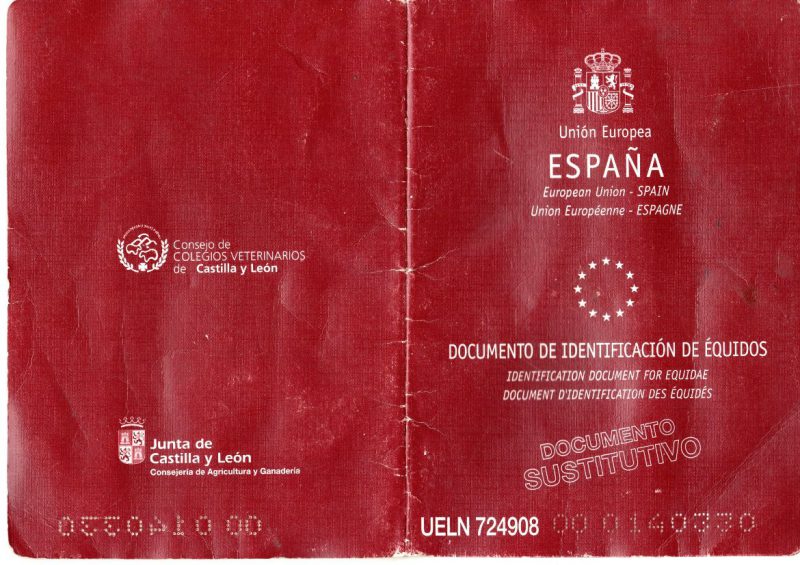 Consejo de
COLEGIOS VETERINARIOS
de Castilla y León
Junta de
Castilla y León
Consejería de Agricultura y Ganadería
Unión Europea
ESPAÑA
European Union - SPAIN
Union Européenne - ESPAGNE
DOCUMENTO DE IDENTIFICACIÓN DE ÉQUIDOS
IDENTIFICATION DOCUMENT FOR EQUIDAE
DOCUMENT D'IDENTIFICATION DES ÉQUIDÉS
DOCUMENTO
SUSTITUTIVO
UELN 724908 00 0140330